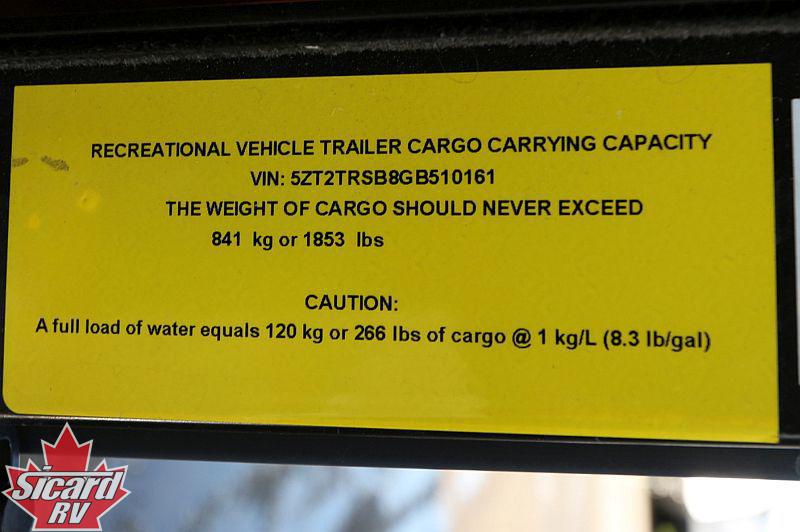 RECREATIONAL VEHICLE TRAILER CARGO CARRYING CAPACITY
VIN: 5ZT2TRSB8GB510161
THE WEIGHT OF CARGO SHOULD NEVER EXCEED
841 kg or 1853 lbs
CAUTION:
A full load of water equals 120 kg or 266 lbs of cargo @ 1 kg/L (8.3 lb/gal)
Sicard
RV